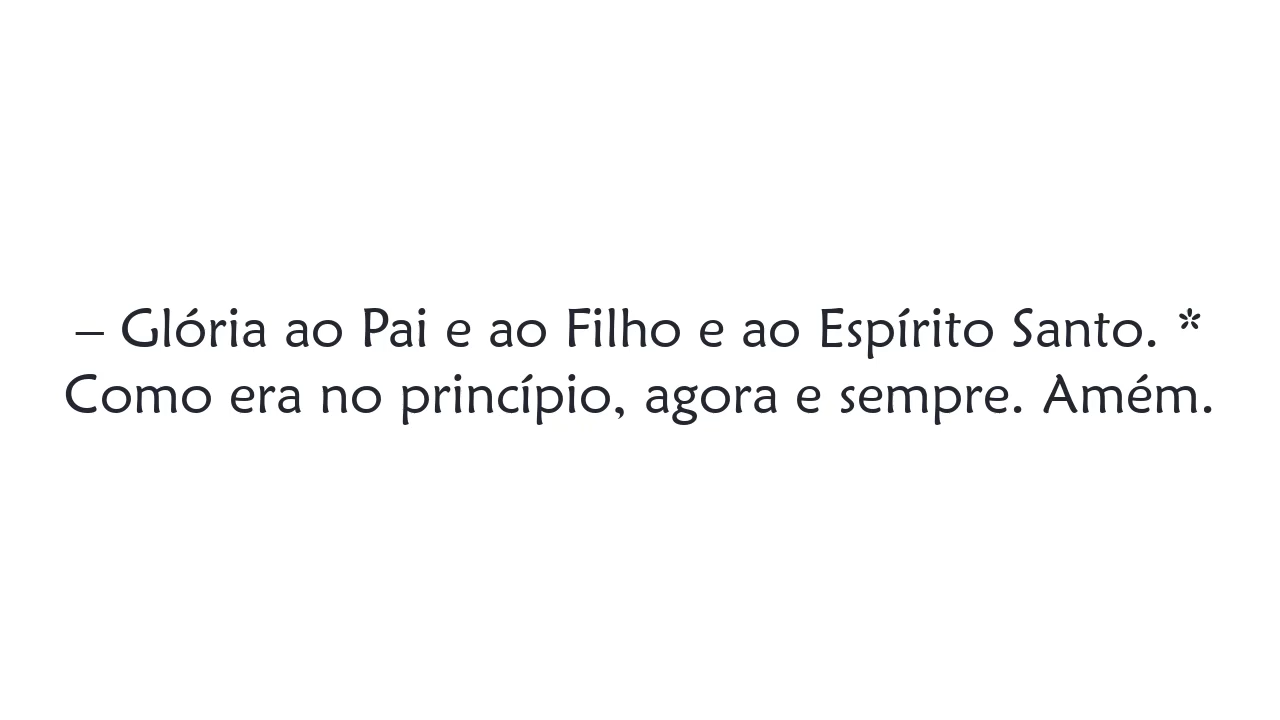 – Glória ao Pai e ao Filho e ao Espírito Santo. *
Como era no princípio, agora e sempre. Amém.